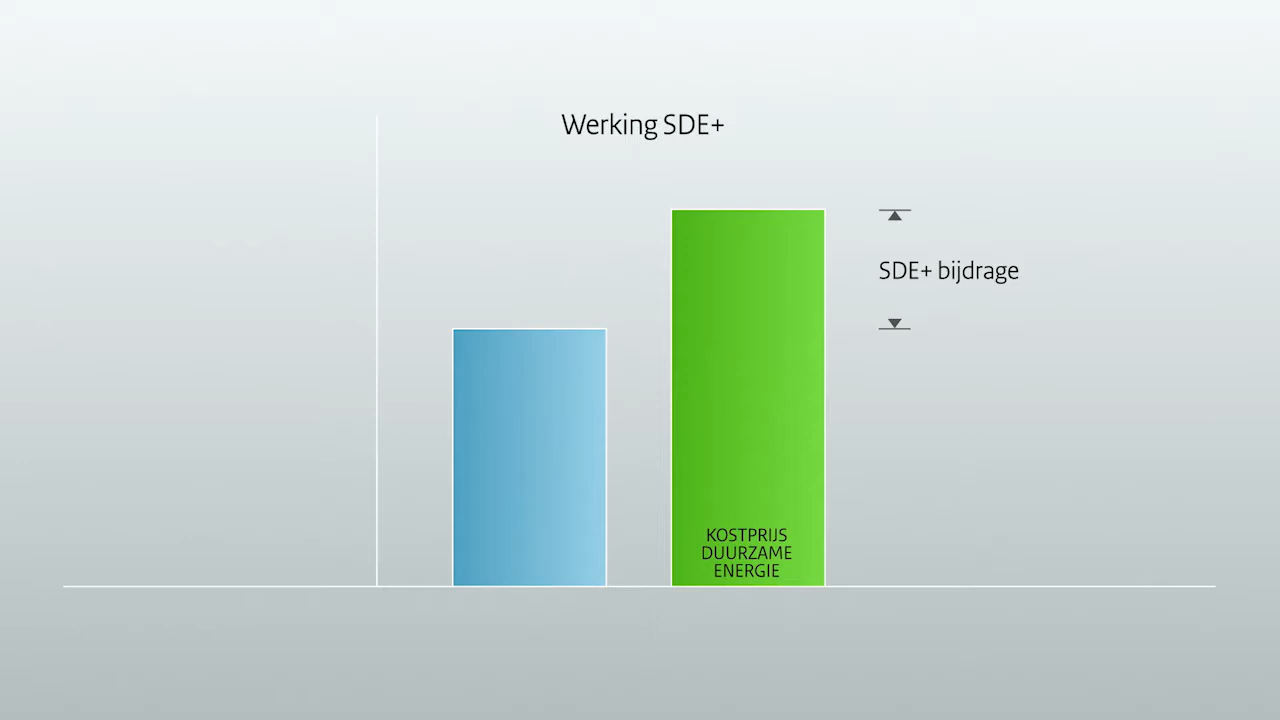 Werking SDE+
SDE+ bijdrage
KOSTPRIJS
DUURZAME
ENERGIE